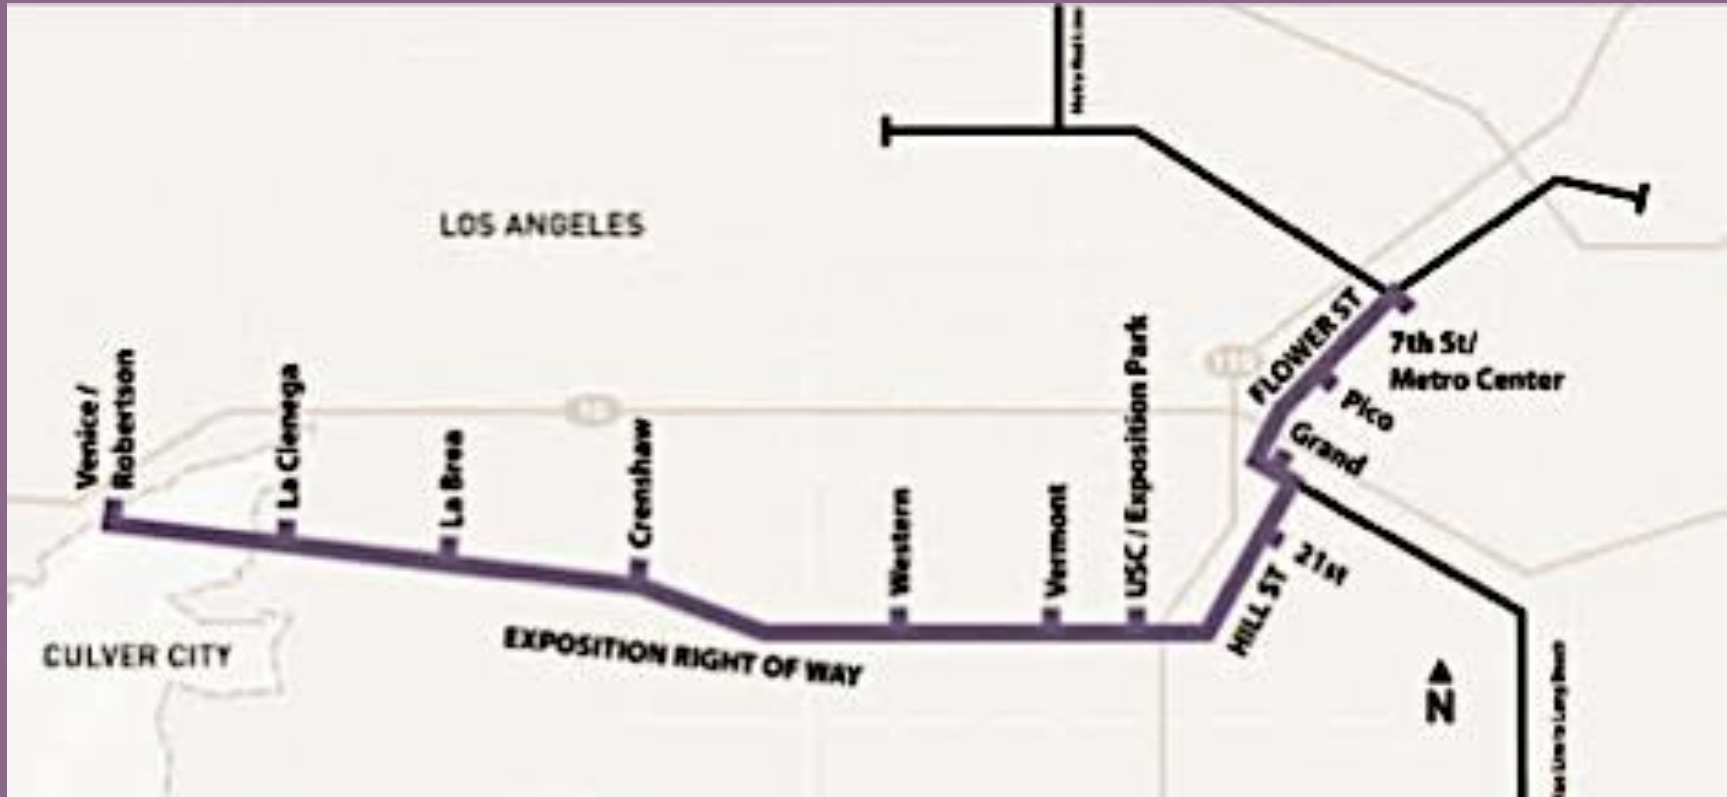 LOS ANGELES
FLOWER ST
7th St/
Metro Center
Pico
Grand
21st
HILL ST
Venice /
Robertson
La Cienega
La Brea
Crenshaw
Western
Vermont
USC / Exposition Park
EXPOSITION RIGHT OF WAY
CULVER CITY
N